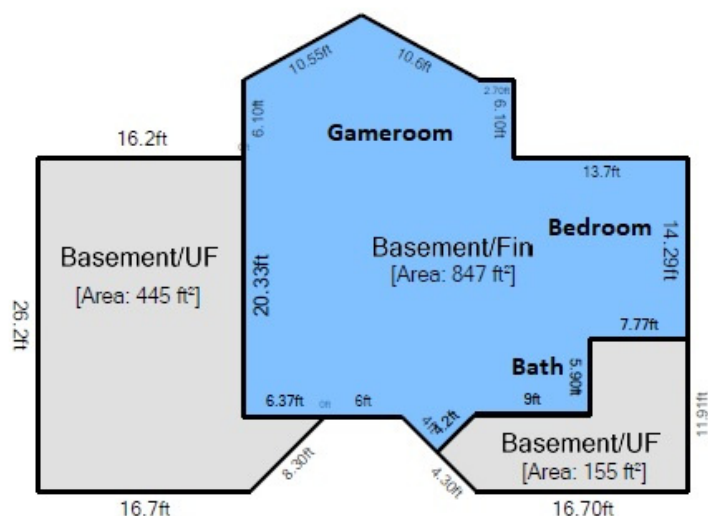 10.55ft
10.6ft
2.70ft
6.10ft
6.10ft
Gameroom
16.2ft
13.7ft
Bedroom
14.29ft
Basement/UF
[Area: 445 ft²]
Basement/Fin
[Area: 847 ft²]
20.33ft
26.2ft
7.77ft
Bath
5.90ft
6.37ft
0ft
6ft
4ft
4.2ft
9ft
11.91ft
Basement/UF
[Area: 155 ft²]
8.30ft
4.30ft
16.7ft
16.70ft